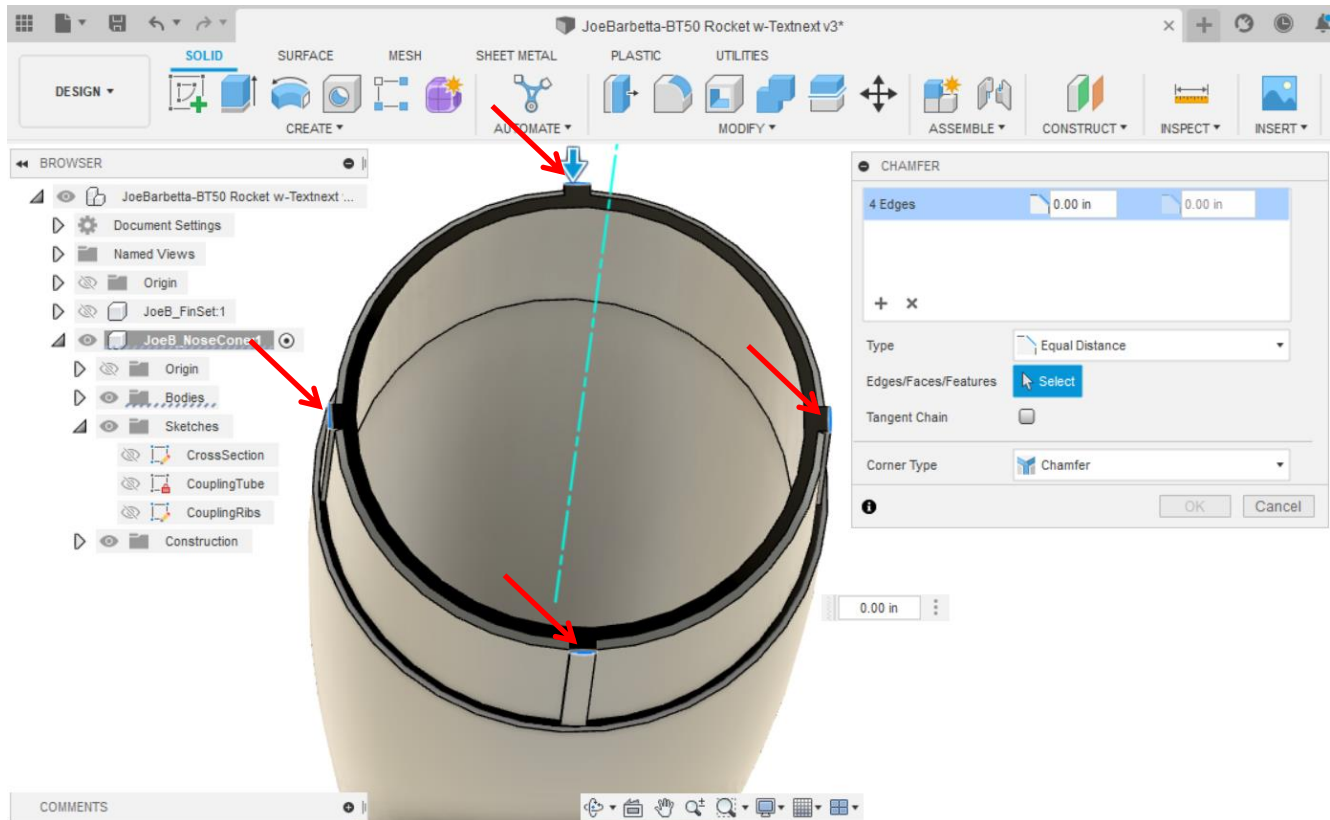 JoeBarbetta-BT50 Rocket w-Textnext v3*
SOLID SURFACE MESH SHEET METAL PLASTIC UTILITIES
DESIGN
CREATE AUTOMATE MODIFY ASSEMBLE CONSTRUCT INSPECT INSERT
BROWSER
JoeBarbetta-BT50 Rocket w-Textnext ...
Document Settings
Named Views
Origin
JoeB_FinSet:1
JoeB_NoseCone:1
Origin
Bodies
Sketches
CrossSection
CouplingTube
CouplingRibs
Construction
CHAMFER
4 Edges 0.00 in 0.00 in
Type Equal Distance
Edges/Faces/Features Select
Tangent Chain
Corner Type Chamfer
OK Cancel
0.00 in
COMMENTS